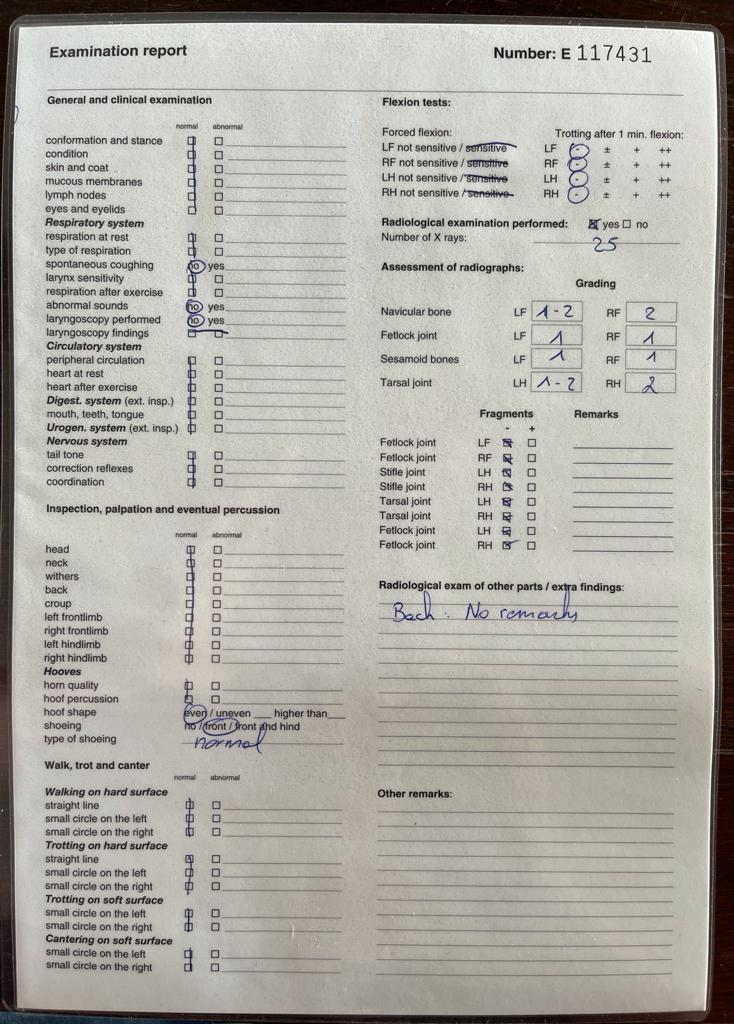 Examination report
Number: E 117431
General and clinical examination
normal abnormal
conformation and stance
condition
skin and coat
mucous membranes
lymph nodes
eyes and eyelids
Respiratory system
respiration at rest
type of respiration
spontaneous coughing no yes
larynx sensitivity
respiration after exercise
abnormal sounds no yes
laryngoscopy performed no yes
laryngoscopy findings
Circulatory system
peripheral circulation
heart at rest
heart after exercise
Digest. system (ext. insp.)
mouth, teeth, tongue
Urogen. system (ext. insp.)
Nervous system
tail tone
correction reflexes
coordination
Inspection, palpation and eventual percussion
normal abnormal
head
neck
withers
back
croup
left frontlimb
right frontlimb
left hindlimb
right hindlimb
Hooves
horn quality
hoof percussion
hoof shape even / uneven ___ higher than___
shoeing no / front / front and hind
type of shoeing normal
Walk, trot and canter
normal abnormal
Walking on hard surface
straight line
small circle on the left
small circle on the right
Trotting on hard surface
straight line
small circle on the left
small circle on the right
Trotting on soft surface
small circle on the left
small circle on the right
Cantering on soft surface
small circle on the left
small circle on the right
Flexion tests:
Forced flexion: Trotting after 1 min. flexion:
LF not sensitive / sensitive LF - ± + ++
RF not sensitive / sensitive RF - ± + ++
LH not sensitive / sensitive LH - ± + ++
RH not sensitive / sensitive RH - ± + ++
Radiological examination performed: yes no
Number of X rays: 25
Assessment of radiographs:
Grading
Navicular bone LF 1-2 RF 2
Fetlock joint LF 1 RF 1
Sesamoid bones LF 1 RF 1
Tarsal joint LH 1-2 RH 2
Fragments Remarks
- +
Fetlock joint LF
Fetlock joint RF
Stifle joint LH
Stifle joint RH
Tarsal joint LH
Tarsal joint RH
Fetlock joint LH
Fetlock joint RH
Radiological exam of other parts / extra findings:
Back: No remarks
Other remarks: